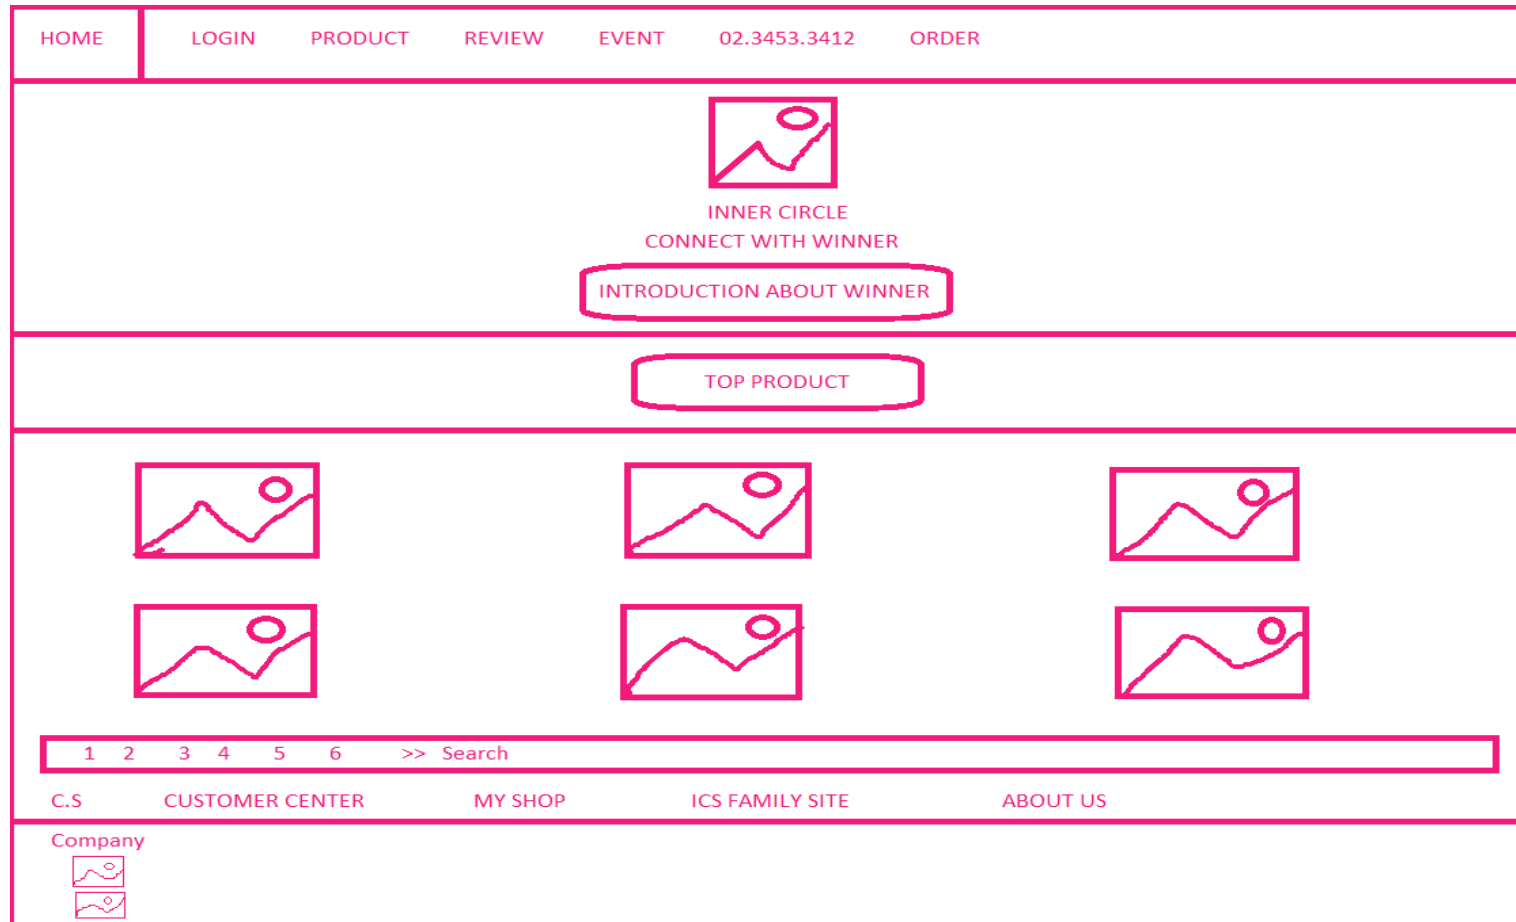 HOME LOGIN PRODUCT REVIEW EVENT 02.3453.3412 ORDER
INNER CIRCLE
CONNECT WITH WINNER
INTRODUCTION ABOUT WINNER
TOP PRODUCT
1 2 3 4 5 6 >> Search
C.S CUSTOMER CENTER MY SHOP ICS FAMILY SITE ABOUT US
Company